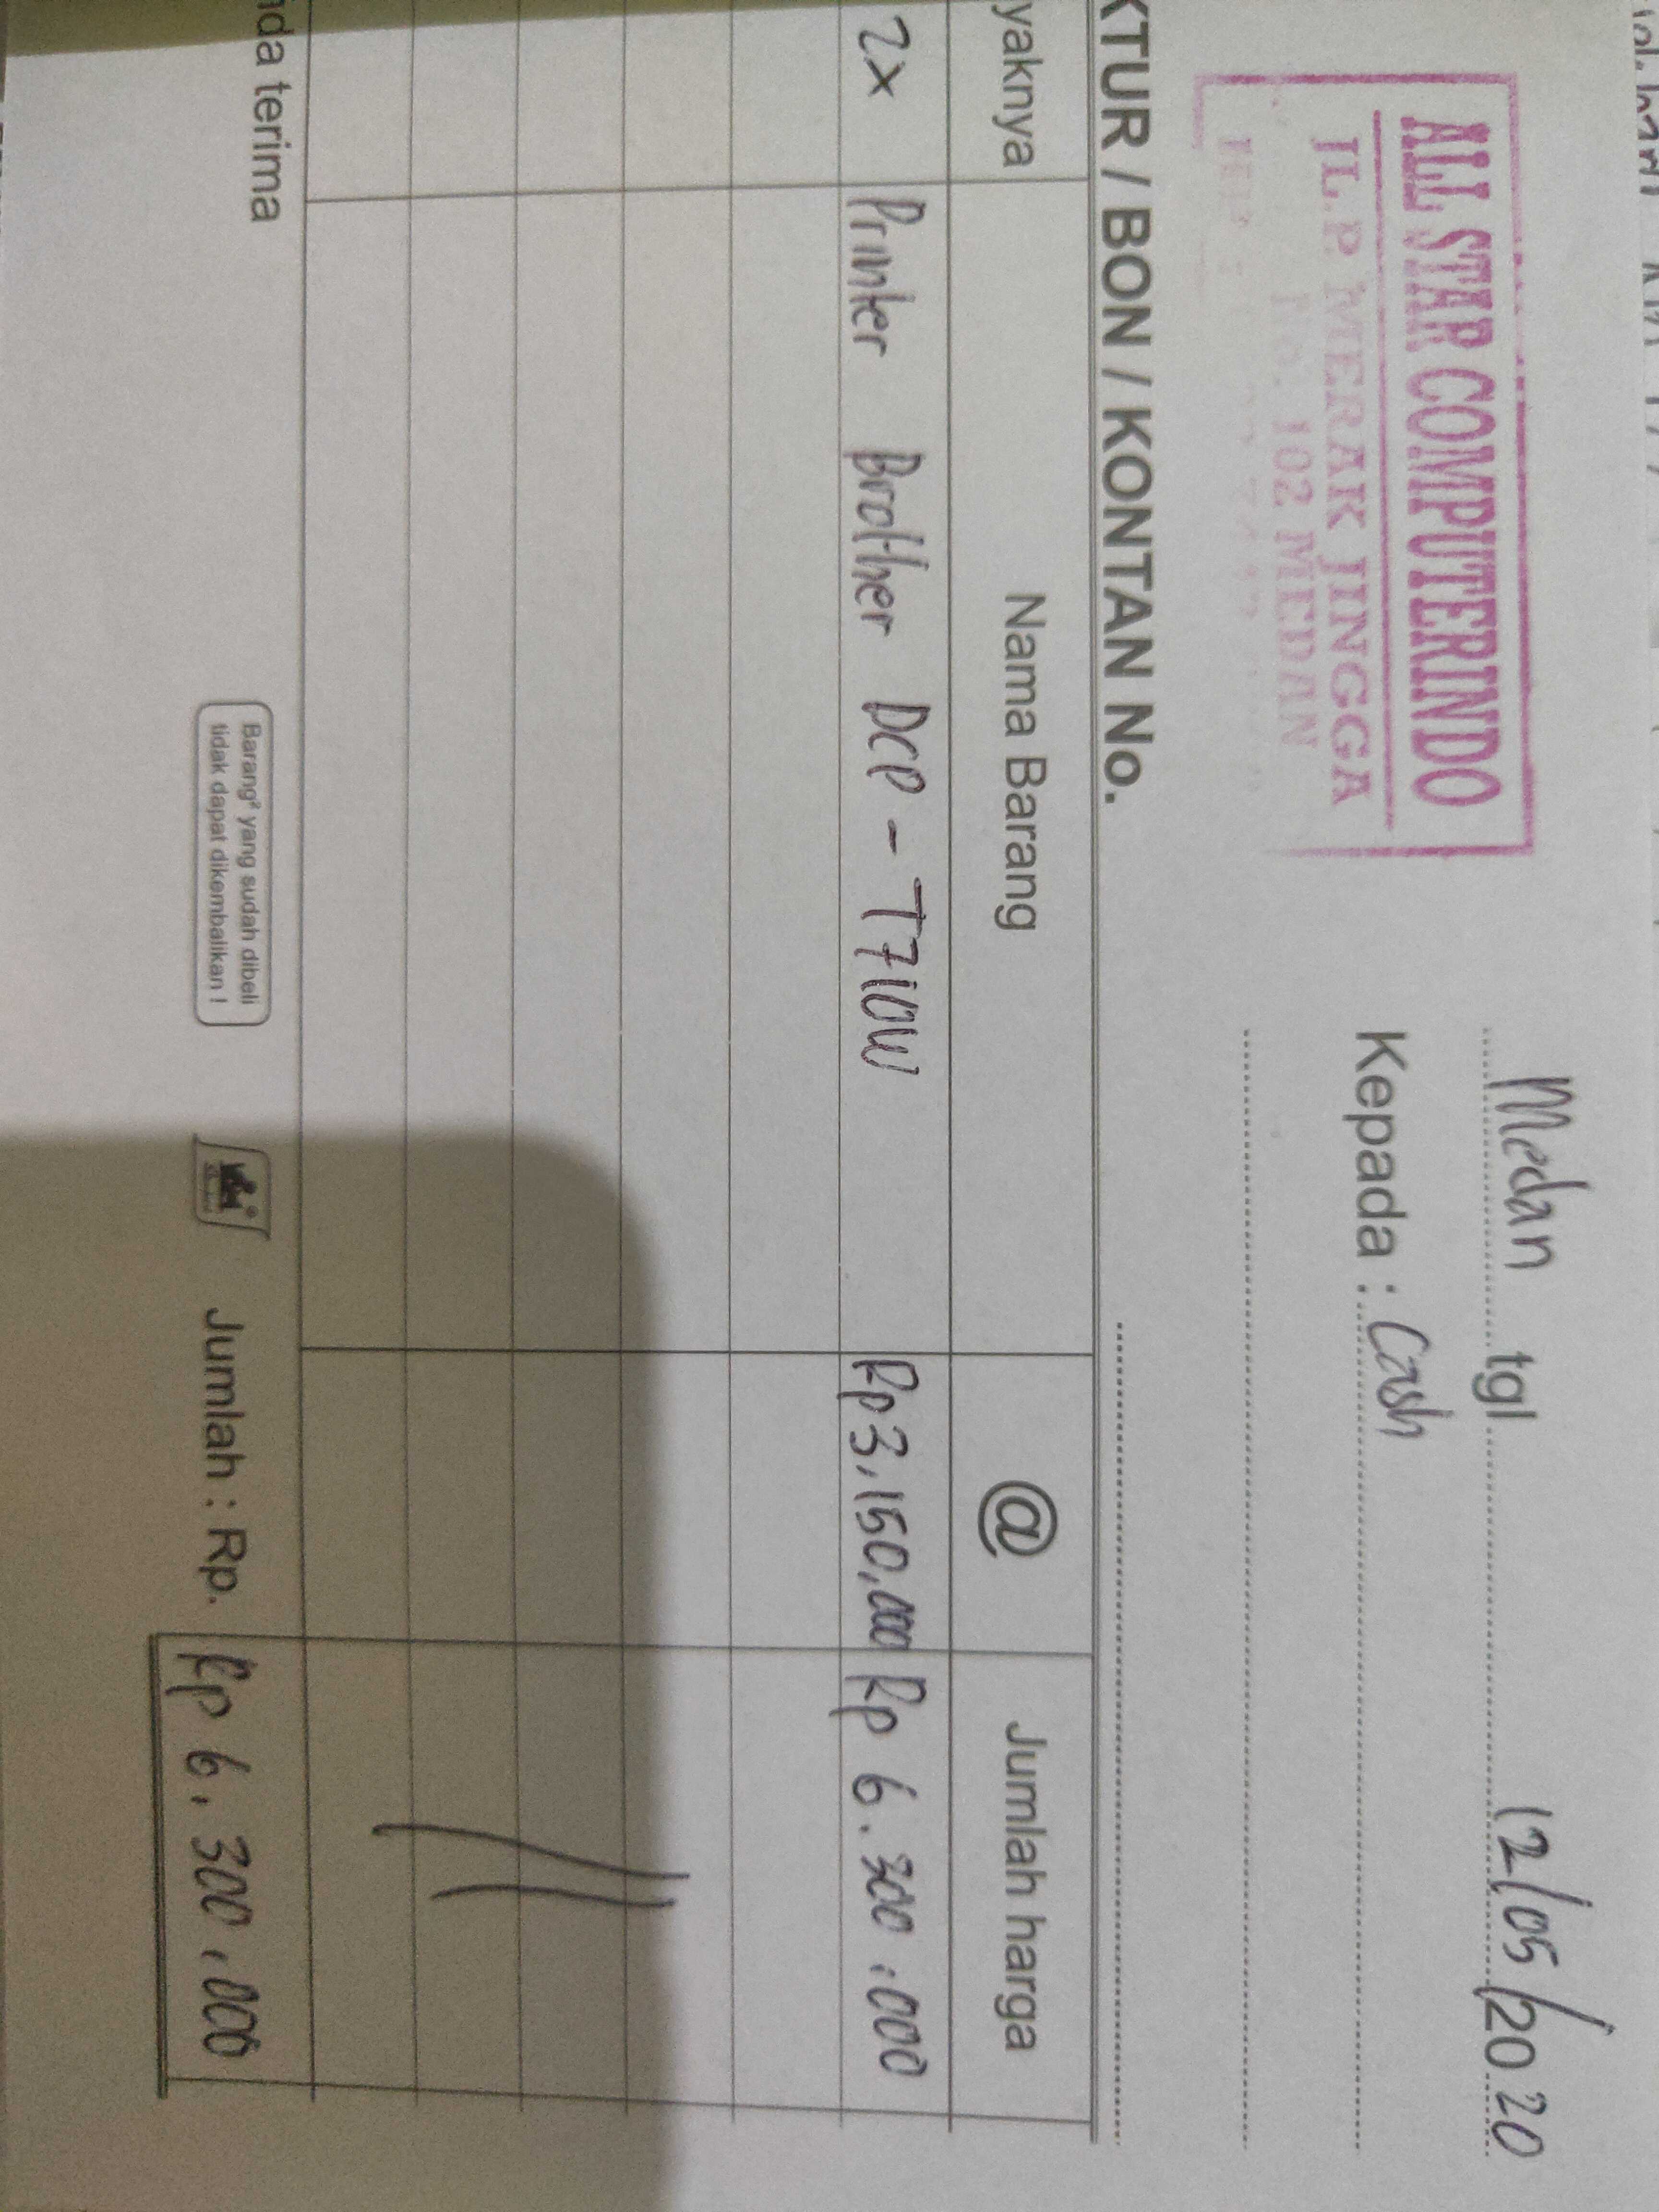 ALL STAR COMPUTERINDO
JL. P. MERAK JINGGA
No. 102 MEDAN
HP :
Medan tgl 12/05/2020
Kepada : Cash
KTUR / BON / KONTAN No.
yaknya Nama Barang @ Jumlah harga
2x Printer Brother DCP - T710W Rp 3,150,000 Rp 6.300.000
nda terima
Barang² yang sudah dibeli
tidak dapat dikembalikan !
Jumlah : Rp. Rp 6.300.000